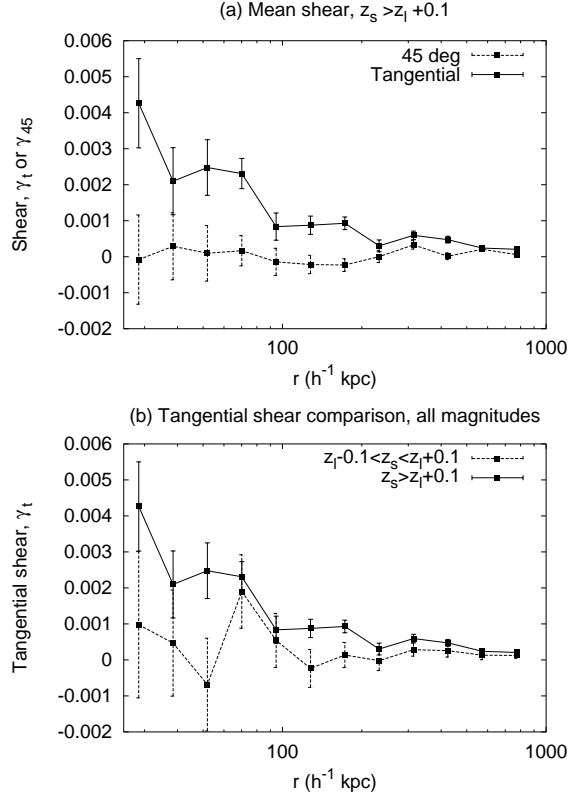 (a) Mean shear, z_s >z_l +0.1
45 deg
Tangential
0.006
0.005
0.004
0.003
0.002
0.001
0
-0.001
-0.002
Shear, γ_t or γ_45
100
1000
r (h^-1 kpc)
(b) Tangential shear comparison, all magnitudes
z_l-0.1<z_s<z_l+0.1
z_s>z_l+0.1
0.006
0.005
0.004
0.003
0.002
0.001
0
-0.001
-0.002
Tangential shear, γ_t
100
1000
r (h^-1 kpc)